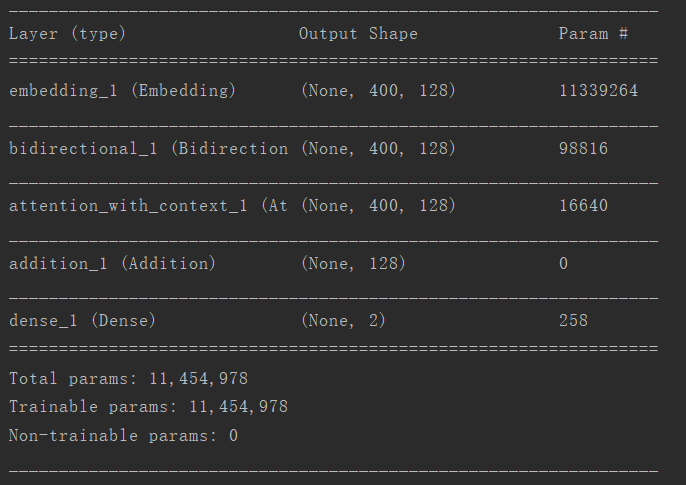 _________________________________________________________________
Layer (type)                 Output Shape              Param #
=================================================================
embedding_1 (Embedding)      (None, 400, 128)          11339264
_________________________________________________________________
bidirectional_1 (Bidirection (None, 400, 128)          98816
_________________________________________________________________
attention_with_context_1 (At (None, 400, 128)          16640
_________________________________________________________________
addition_1 (Addition)        (None, 128)               0
_________________________________________________________________
dense_1 (Dense)              (None, 2)                 258
=================================================================
Total params: 11,454,978
Trainable params: 11,454,978
Non-trainable params: 0
_________________________________________________________________